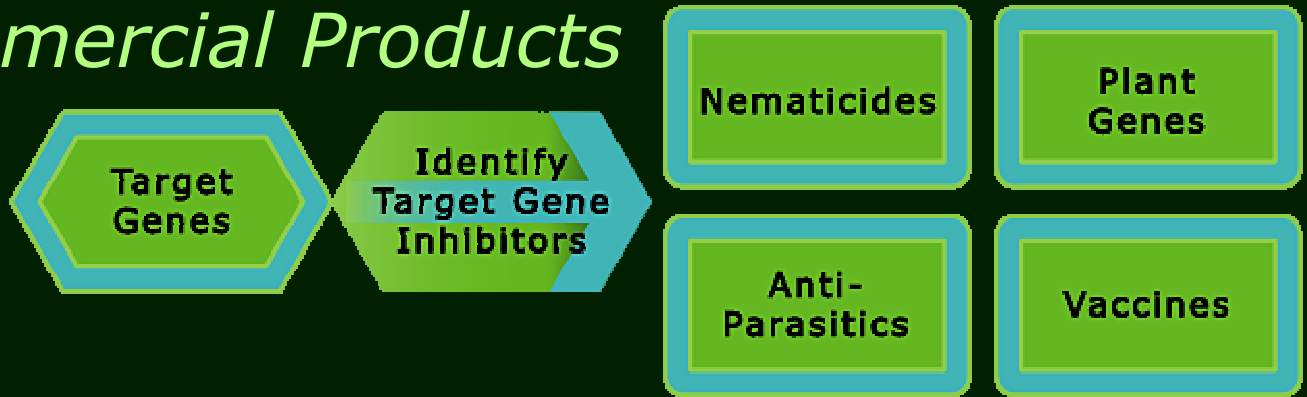 mercial Products
Target
Genes
Identify
Target Gene
Inhibitors
Nematicides
Plant
Genes
Anti-
Parasitics
Vaccines